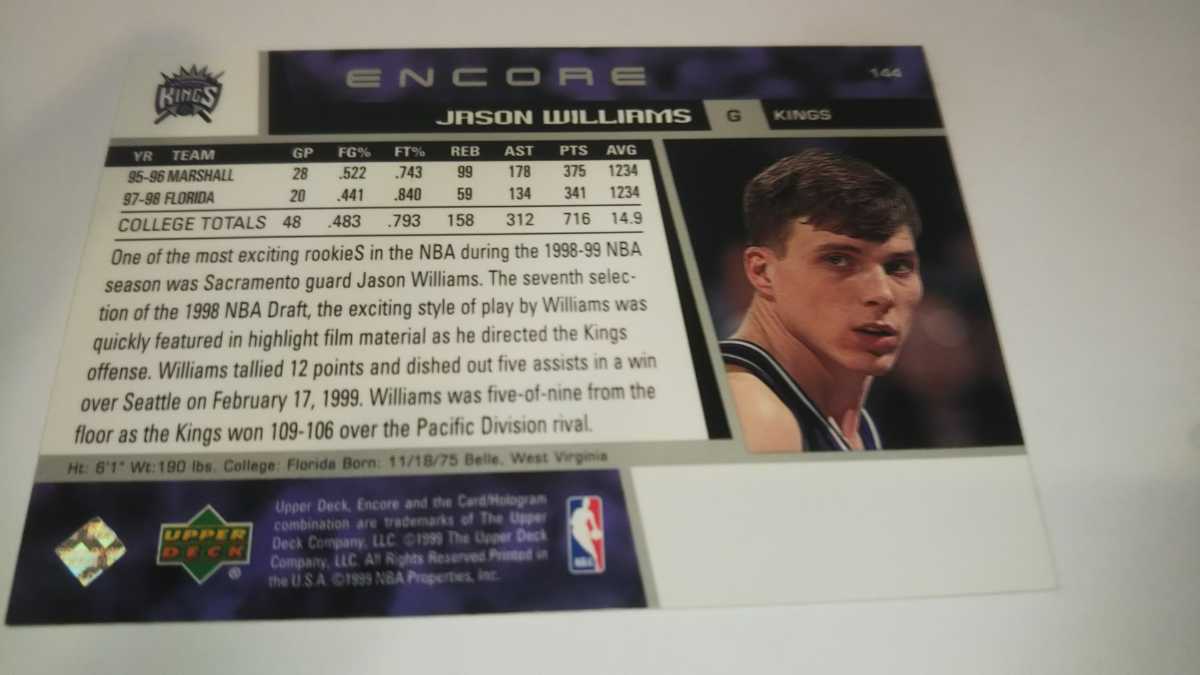 KINGS
ENCORE
144
JASON WILLIAMS G KINGS
YR TEAM GP FG% FT% REB AST PTS AVG
95-96 MARSHALL 28 .522 .743 99 178 375 1234
97-98 FLORIDA 20 .441 .840 59 134 341 1234
COLLEGE TOTALS 48 .483 .793 158 312 716 14.9
One of the most exciting rookieS in the NBA during the 1998-99 NBA
season was Sacramento guard Jason Williams. The seventh selec-
tion of the 1998 NBA Draft, the exciting style of play by Williams was
quickly featured in highlight film material as he directed the Kings
offense. Williams tallied 12 points and dished out five assists in a win
over Seattle on February 17, 1999. Williams was five-of-nine from the
floor as the Kings won 109-106 over the Pacific Division rival.
Ht: 6'1" Wt:190 lbs. College: Florida Born: 11/18/75 Belle, West Virginia
UPPER
DECK
®
Upper Deck, Encore and the Card/Hologram
combination are trademarks of The Upper
Deck Company, LLC. ©1999 The Upper Deck
Company, LLC. All Rights Reserved.Printed in
the U.S.A. ©1999 NBA Properties, Inc.
NBA